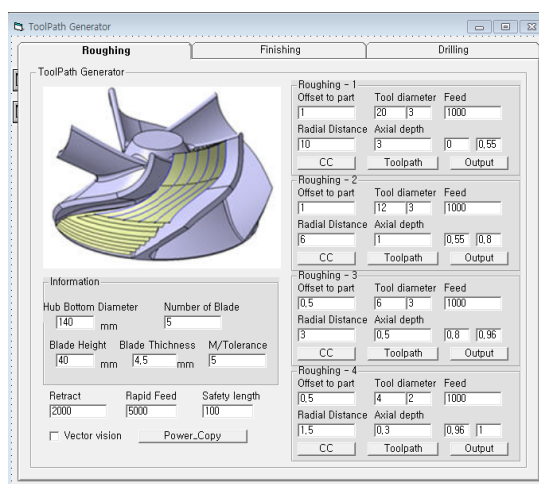 ToolPath Generator
Roughing Finishing Drilling
ToolPath Generator
Information
Hub Bottom Diameter Number of Blade
140 mm 5
Blade Height Blade Thichness M/Tolerance
40 mm 4,5 mm 5
Retract Rapid Feed Safety length
2000 5000 100
Vector vision Power_Copy
Roughing - 1
Offset to part Tool diameter Feed
1 20 3 1000
Radial Distance Axial depth
10 3 0 0,55
CC Toolpath Output
Roughing - 2
Offset to part Tool diameter Feed
1 12 3 1000
Radial Distance Axial depth
6 1 0,55 0,8
CC Toolpath Output
Roughing - 3
Offset to part Tool diameter Feed
0,5 6 3 1000
Radial Distance Axial depth
3 0,5 0,8 0,96
CC Toolpath Output
Roughing - 4
Offset to part Tool diameter Feed
0,5 4 2 1000
Radial Distance Axial depth
1,5 0,3 0,96 1
CC Toolpath Output